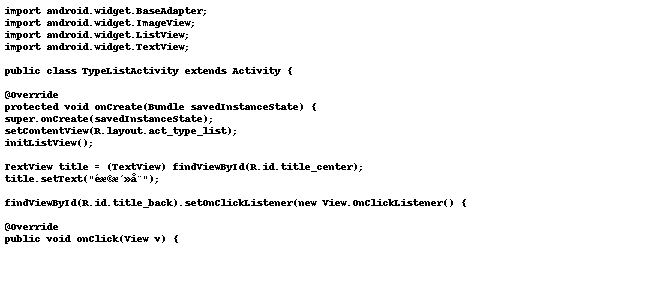 import android.widget.BaseAdapter;
import android.widget.ImageView;
import android.widget.ListView;
import android.widget.TextView;
public class TypeListActivity extends Activity {
@Override
protected void onCreate(Bundle savedInstanceState) {
super.onCreate(savedInstanceState);
setContentView(R.layout.act_type_list);
initListView();
TextView title = (TextView) findViewById(R.id.title_center);
title.setText("éæ©æ´»å¨");
findViewById(R.id.title_back).setOnClickListener(new View.OnClickListener() {
@Override
public void onClick(View v) {